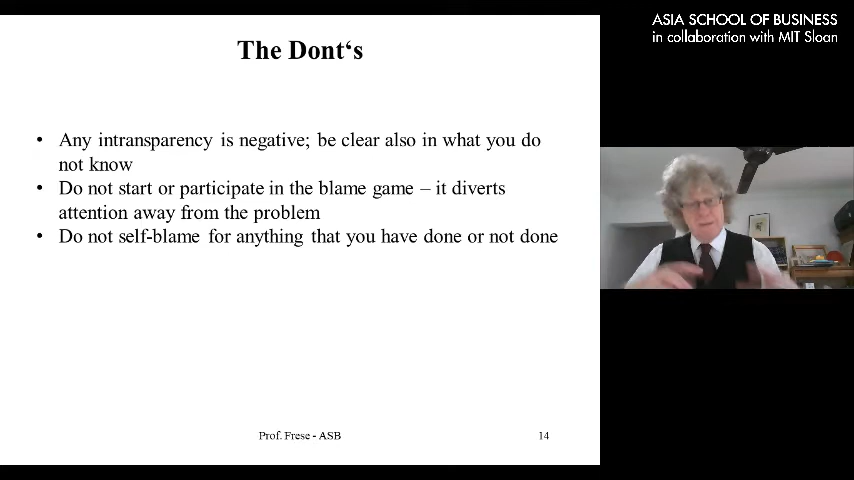 ASIA SCHOOL OF BUSINESS
in collaboration with MIT Sloan
The Dont‘s
• Any intransparency is negative; be clear also in what you do
not know
• Do not start or participate in the blame game – it diverts
attention away from the problem
• Do not self-blame for anything that you have done or not done
Prof. Frese - ASB 14